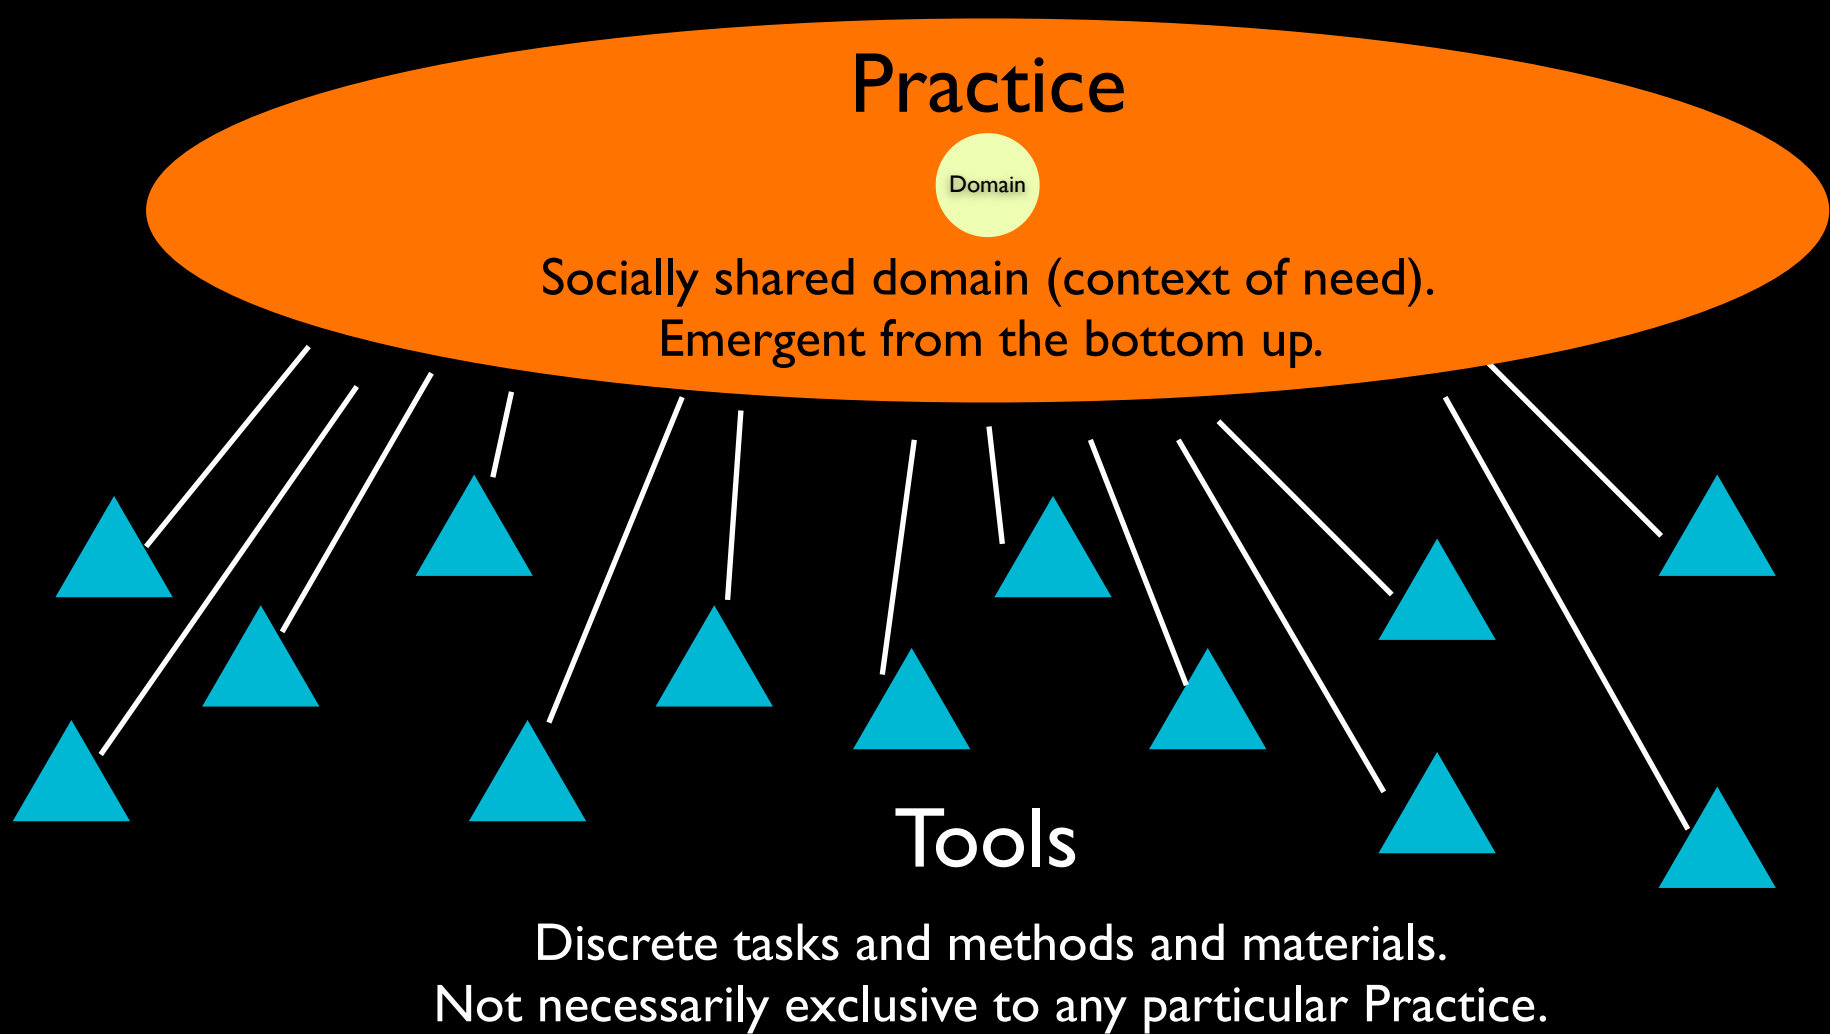 Practice
Domain
Socially shared domain (context of need).
Emergent from the bottom up.
Tools
Discrete tasks and methods and materials.
Not necessarily exclusive to any particular Practice.